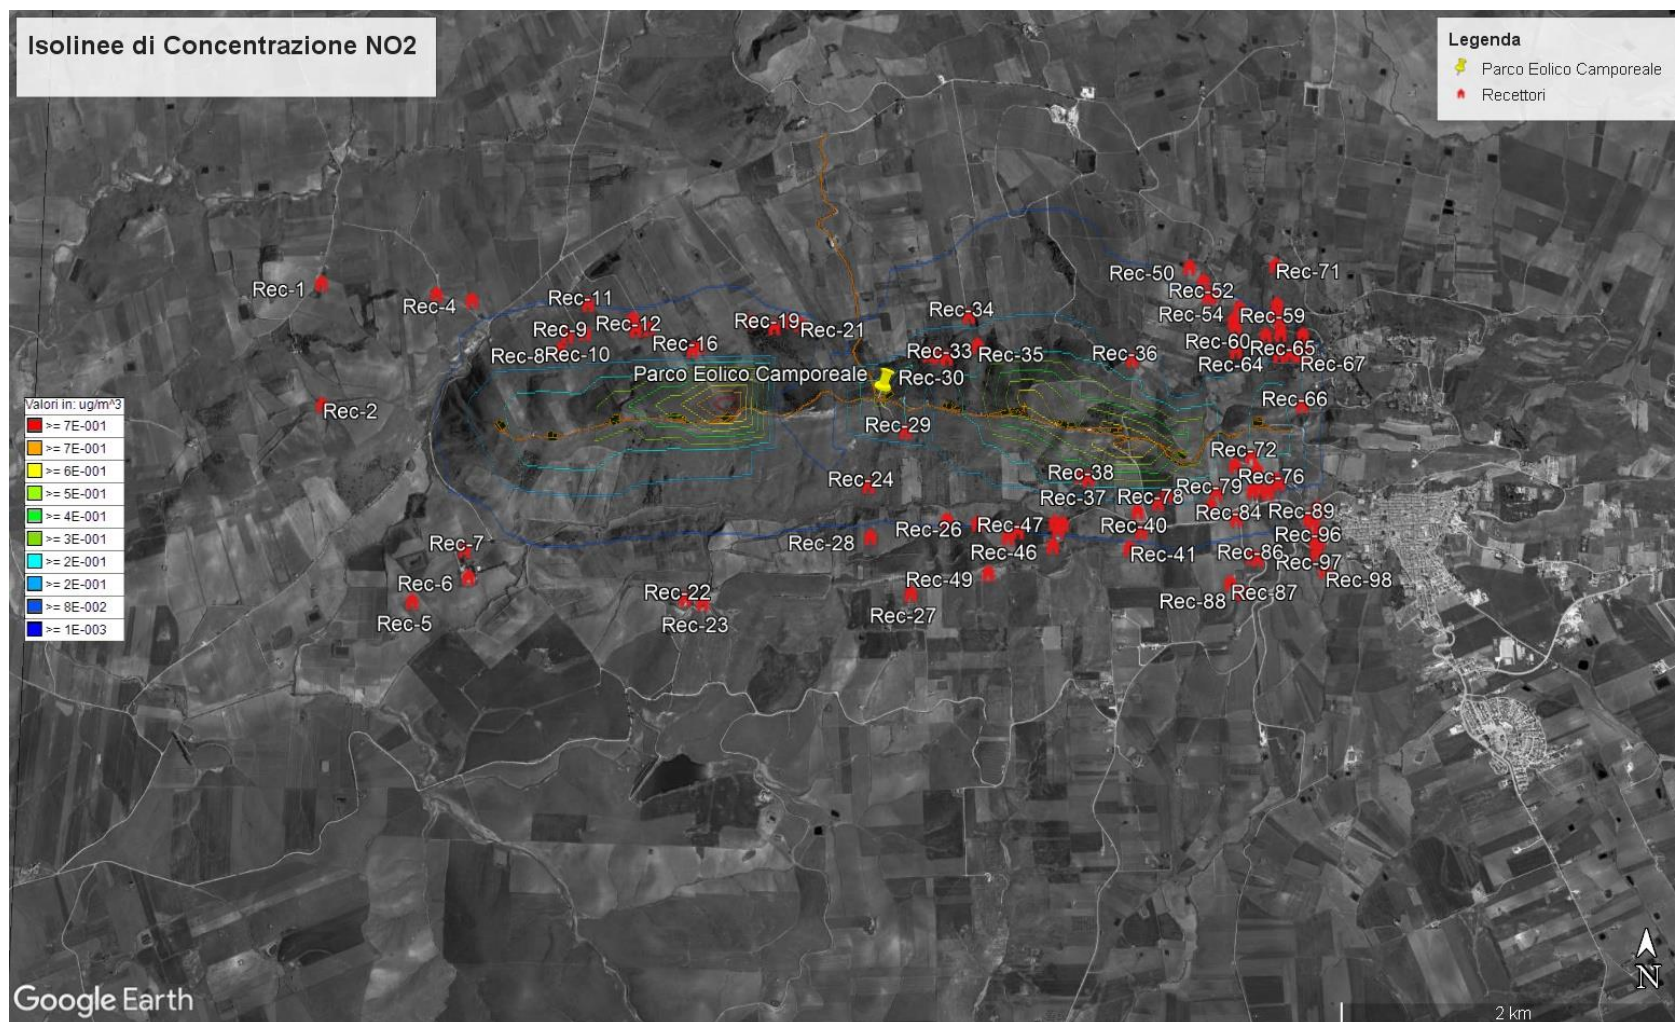 Isolinee di Concentrazione NO2
Legenda
Parco Eolico Camporeale
Recettori
Rec-50
Rec-71
Rec-1
Rec-4
Rec-11
Rec-52
Rec-34
Rec-54
Rec-59
Rec-9
Rec-12
Rec-19
Rec-21
Rec-16
Rec-60
Rec-65
Rec-8
Rec-10
Rec-33
Rec-35
Rec-36
Rec-64
Rec-67
Parco Eolico Camporeale
Rec-30
Rec-66
Rec-2
Rec-29
Rec-72
Rec-24
Rec-38
Rec-76
Rec-79
Rec-37
Rec-78
Rec-84
Rec-89
Rec-26
Rec-47
Rec-40
Rec-96
Rec-28
Rec-46
Rec-41
Rec-86
Rec-97
Rec-7
Rec-49
Rec-98
Rec-6
Rec-22
Rec-88
Rec-87
Rec-5
Rec-23
Rec-27
Valori in: ug/m^3
>= 7E-001
>= 7E-001
>= 6E-001
>= 5E-001
>= 4E-001
>= 3E-001
>= 2E-001
>= 2E-001
>= 8E-002
>= 1E-003
N
Google Earth
2 km